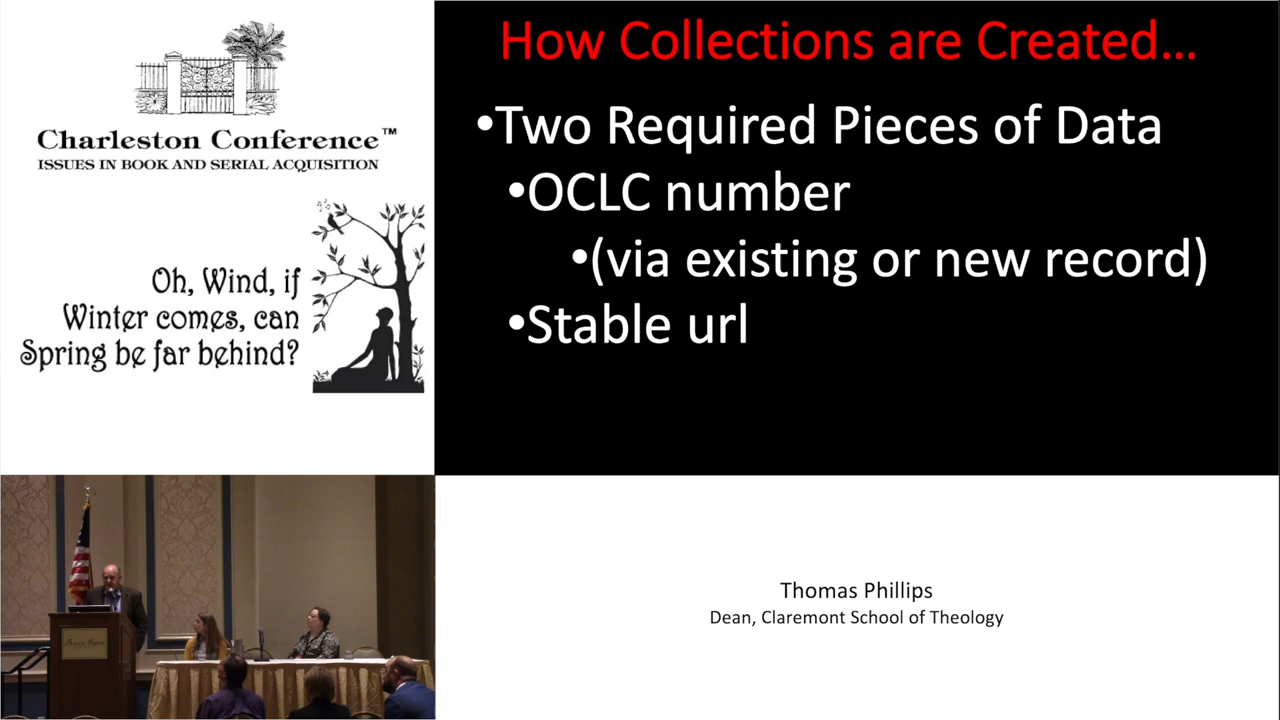 Charleston Conference™
ISSUES IN BOOK AND SERIAL ACQUISITION
Oh, Wind, if
Winter comes, can
Spring be far behind?
How Collections are Created...
•Two Required Pieces of Data
•OCLC number
•(via existing or new record)
•Stable url
Thomas Phillips
Dean, Claremont School of Theology